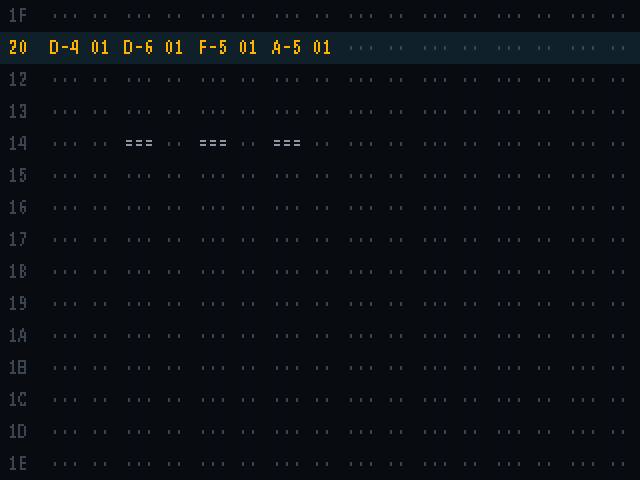 1F ... .. ... .. ... .. ... .. ... .. ... .. ... .. ... ..
20 D-4 01 D-6 01 F-5 01 A-5 01 ... .. ... .. ... .. ... ..
12 ... .. ... .. ... .. ... .. ... .. ... .. ... .. ... ..
13 ... .. ... .. ... .. ... .. ... .. ... .. ... .. ... ..
14 ... .. === .. === .. === .. ... .. ... .. ... .. ... ..
15 ... .. ... .. ... .. ... .. ... .. ... .. ... .. ... ..
16 ... .. ... .. ... .. ... .. ... .. ... .. ... .. ... ..
17 ... .. ... .. ... .. ... .. ... .. ... .. ... .. ... ..
1B ... .. ... .. ... .. ... .. ... .. ... .. ... .. ... ..
19 ... .. ... .. ... .. ... .. ... .. ... .. ... .. ... ..
1A ... .. ... .. ... .. ... .. ... .. ... .. ... .. ... ..
1B ... .. ... .. ... .. ... .. ... .. ... .. ... .. ... ..
1C ... .. ... .. ... .. ... .. ... .. ... .. ... .. ... ..
1D ... .. ... .. ... .. ... .. ... .. ... .. ... .. ... ..
1E ... .. ... .. ... .. ... .. ... .. ... .. ... .. ... ..